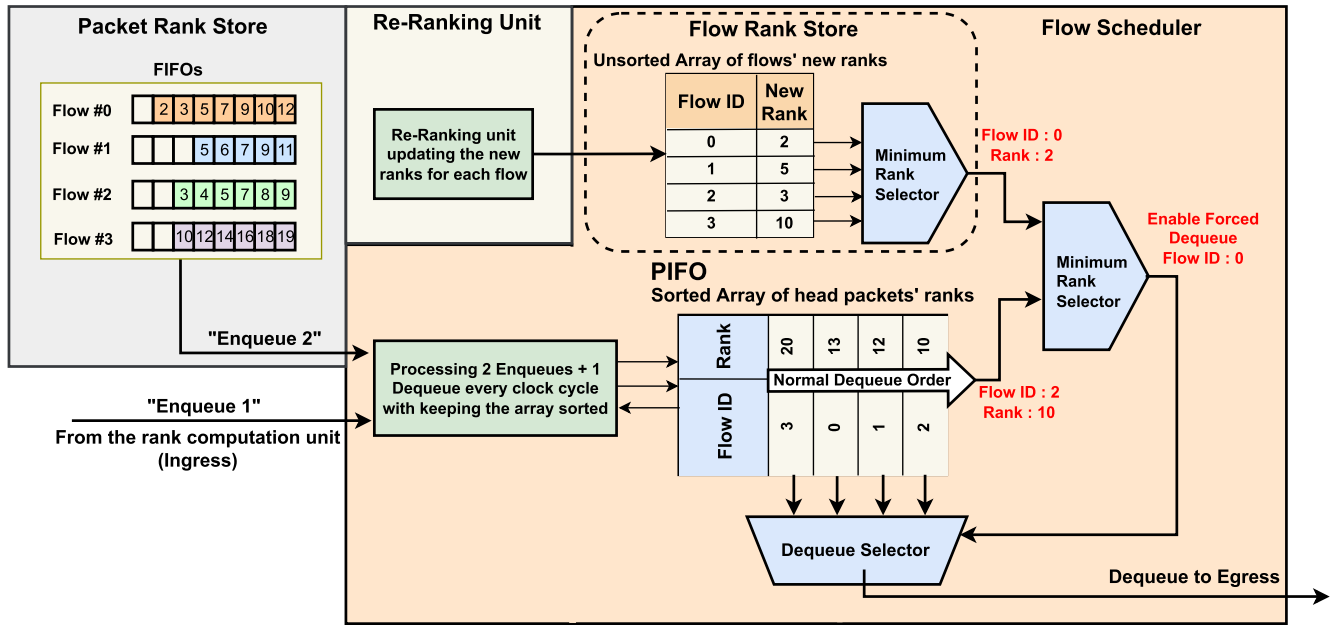 Packet Rank Store
FIFOs
Flow #0 2 3 5 7 9 10 12
Flow #1 5 6 7 9 11
Flow #2 3 4 5 7 8 9
Flow #3 10 12 14 16 18 19
"Enqueue 2"
"Enqueue 1"
From the rank computation unit
(Ingress)
Re-Ranking Unit
Re-Ranking unit
updating the new
ranks for each flow
Flow Rank Store
Unsorted Array of flows' new ranks
Flow ID New Rank
0 2
1 5
2 3
3 10
Minimum
Rank
Selector
Flow Scheduler
Flow ID : 0
Rank : 2
Minimum
Rank
Selector
Enable Forced
Dequeue
Flow ID : 0
PIFO
Sorted Array of head packets' ranks
Processing 2 Enqueues + 1
Dequeue every clock cycle
with keeping the array sorted
Rank 20 13 12 10
Normal Dequeue Order
Flow ID 3 0 1 2
Flow ID : 2
Rank : 10
Dequeue Selector
Dequeue to Egress